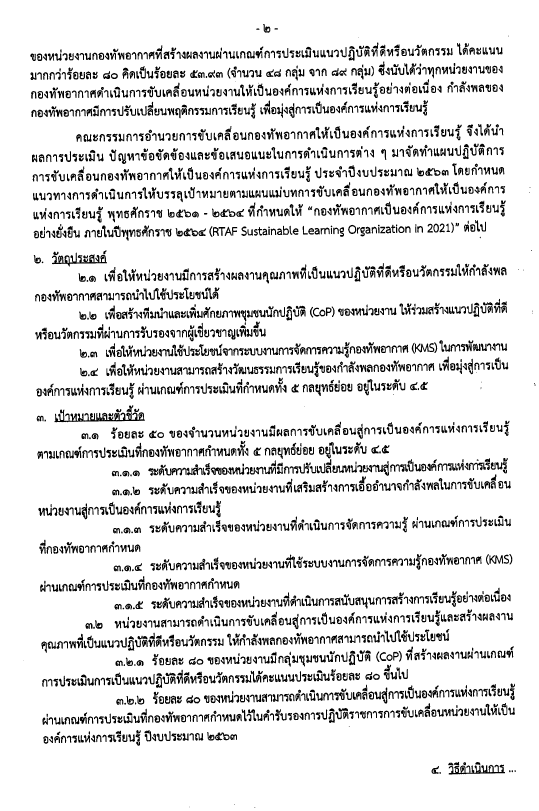 - ๒ -
ของหน่วยงานกองทัพอากาศที่สร้างผลงานผ่านเกณฑ์การประเมินแนวปฏิบัติที่ดีหรือนวัตกรรม ได้คะแนน
มากกว่าร้อยละ ๘๐ คิดเป็นร้อยละ ๕๓.๙๓ (จำนวน ๔๘ กลุ่ม จาก ๘๙ กลุ่ม) ซึ่งนับได้ว่าทุกหน่วยงานของ
กองทัพอากาศดำเนินการขับเคลื่อนหน่วยงานให้เป็นองค์การแห่งการเรียนรู้อย่างต่อเนื่อง กำลังพลของ
กองทัพอากาศมีการปรับเปลี่ยนพฤติกรรมการเรียนรู้ เพื่อมุ่งสู่การเป็นองค์การแห่งการเรียนรู้
คณะกรรมการอำนวยการขับเคลื่อนกองทัพอากาศให้เป็นองค์การแห่งการเรียนรู้ จึงได้นำ
ผลการประเมิน ปัญหาข้อขัดข้องและข้อเสนอแนะในการดำเนินการต่าง ๆ มาจัดทำแผนปฏิบัติการ
การขับเคลื่อนกองทัพอากาศให้เป็นองค์การแห่งการเรียนรู้ ประจำปีงบประมาณ ๒๕๖๓ โดยกำหนด
แนวทางการดำเนินการให้บรรลุเป้าหมายตามแผนแม่บทการขับเคลื่อนกองทัพอากาศให้เป็นองค์การ
แห่งการเรียนรู้ พุทธศักราช ๒๕๖๑ - ๒๕๖๔ ที่กำหนดให้ “กองทัพอากาศเป็นองค์การแห่งการเรียนรู้
อย่างยั่งยืน ภายในปีพุทธศักราช ๒๕๖๔ (RTAF Sustainable Learning Organization in 2021)” ต่อไป
๒. วัตถุประสงค์
๒.๑ เพื่อให้หน่วยงานมีการสร้างผลงานคุณภาพที่เป็นแนวปฏิบัติที่ดีหรือนวัตกรรมให้กำลังพล
กองทัพอากาศสามารถนำไปใช้ประโยชน์ได้
๒.๒ เพื่อสร้างทีมนำและเพิ่มศักยภาพชุมชนนักปฏิบัติ (CoP) ของหน่วยงาน ให้ร่วมสร้างแนวปฏิบัติที่ดี
หรือนวัตกรรมที่ผ่านการรับรองจากผู้เชี่ยวชาญเพิ่มขึ้น
๒.๓ เพื่อให้หน่วยงานใช้ประโยชน์จากระบบงานการจัดการความรู้กองทัพอากาศ (KMS) ในการพัฒนางาน
๒.๔ เพื่อให้หน่วยงานสามารถสร้างวัฒนธรรมการเรียนรู้ของกำลังพลกองทัพอากาศ เพื่อมุ่งสู่การเป็น
องค์การแห่งการเรียนรู้ ผ่านเกณฑ์การประเมินที่กำหนดทั้ง ๕ กลยุทธ์ย่อย อยู่ในระดับ ๔.๕
๓. เป้าหมายและตัวชี้วัด
๓.๑ ร้อยละ ๕๐ ของจำนวนหน่วยงานมีผลการขับเคลื่อนสู่การเป็นองค์การแห่งการเรียนรู้
ตามเกณฑ์การประเมินที่กองทัพอากาศกำหนดทั้ง ๕ กลยุทธ์ย่อย อยู่ในระดับ ๔.๕
๓.๑.๑ ระดับความสำเร็จของหน่วยงานที่มีการปรับเปลี่ยนหน่วยงานสู่การเป็นองค์การแห่งการเรียนรู้
๓.๑.๒ ระดับความสำเร็จของหน่วยงานที่เสริมสร้างการเอื้ออำนาจกำลังพลในการขับเคลื่อน
หน่วยงานสู่การเป็นองค์การแห่งการเรียนรู้
๓.๑.๓ ระดับความสำเร็จของหน่วยงานที่ดำเนินการจัดการความรู้ ผ่านเกณฑ์การประเมิน
ที่กองทัพอากาศกำหนด
๓.๑.๔ ระดับความสำเร็จของหน่วยงานที่ใช้ระบบงานการจัดการความรู้กองทัพอากาศ (KMS)
ผ่านเกณฑ์การประเมินที่กองทัพอากาศกำหนด
๓.๑.๕ ระดับความสำเร็จของหน่วยงานที่ดำเนินการสนับสนุนการสร้างการเรียนรู้อย่างต่อเนื่อง
๓.๒ หน่วยงานสามารถดำเนินการขับเคลื่อนสู่การเป็นองค์การแห่งการเรียนรู้และสร้างผลงาน
คุณภาพที่เป็นแนวปฏิบัติที่ดีหรือนวัตกรรม ให้กำลังพลกองทัพอากาศสามารถนำไปใช้ประโยชน์
๓.๒.๑ ร้อยละ ๘๐ ของหน่วยงานมีกลุ่มชุมชนนักปฏิบัติ (CoP) ที่สร้างผลงานผ่านเกณฑ์
การประเมินการเป็นแนวปฏิบัติที่ดีหรือนวัตกรรมได้คะแนนประเมินร้อยละ ๘๐ ขึ้นไป
๓.๒.๒ ร้อยละ ๘๐ ของหน่วยงานสามารถดำเนินการขับเคลื่อนสู่การเป็นองค์การแห่งการเรียนรู้
ผ่านเกณฑ์การประเมินที่กองทัพอากาศกำหนดไว้ในคำรับรองการปฏิบัติราชการการขับเคลื่อนหน่วยงานให้เป็น
องค์การแห่งการเรียนรู้ ปีงบประมาณ ๒๕๖๓
๔. วิธีดำเนินการ ...